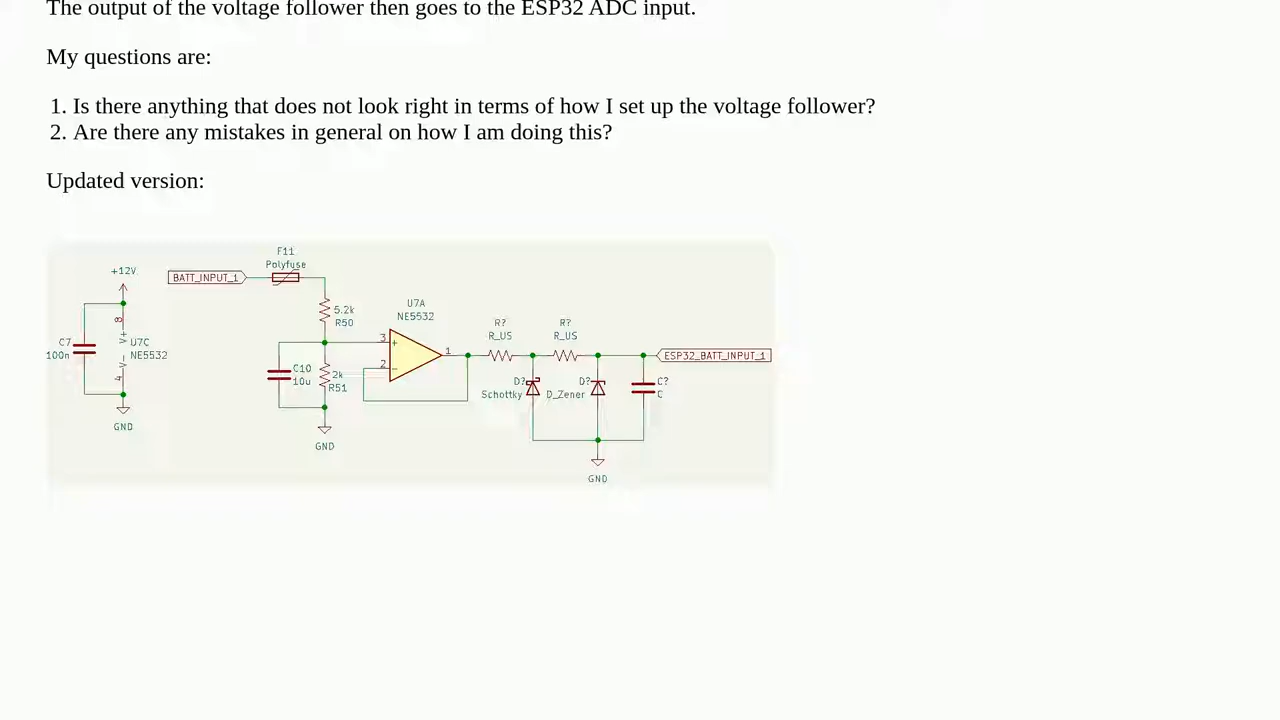 The output of the voltage follower then goes to the ESP32 ADC input.
My questions are:
1. Is there anything that does not look right in terms of how I set up the voltage follower?
2. Are there any mistakes in general on how I am doing this?
Updated version:
F11
Polyfuse
BATT_INPUT_1
+12V
8
V+
C7
100n
U7C
NE5532
V-
4
GND
5.2k
R50
C10
10u
2k
R51
GND
U7A
NE5532
3
+
2
-
1
R?
R_US
R?
R_US
ESP32_BATT_INPUT_1
D?
Schottky
D?
D_Zener
C?
C
GND